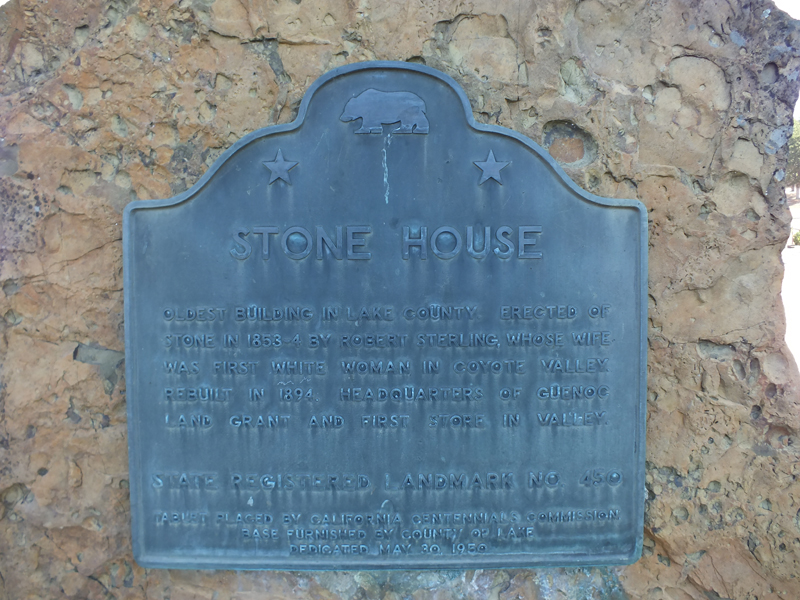 STONE HOUSE
OLDEST BUILDING IN LAKE COUNTY. ERECTED OF
STONE IN 1853-4 BY ROBERT STERLING, WHOSE WIFE
WAS FIRST WHITE WOMAN IN COYOTE VALLEY.
REBUILT IN 1894. HEADQUARTERS OF GUENOC
LAND GRANT AND FIRST STORE IN VALLEY.
STATE REGISTERED LANDMARK NO. 450
TABLET PLACED BY CALIFORNIA CENTENNIALS COMMISSION
BASE FURNISHED BY COUNTY OF LAKE
DEDICATED MAY 30, 1950